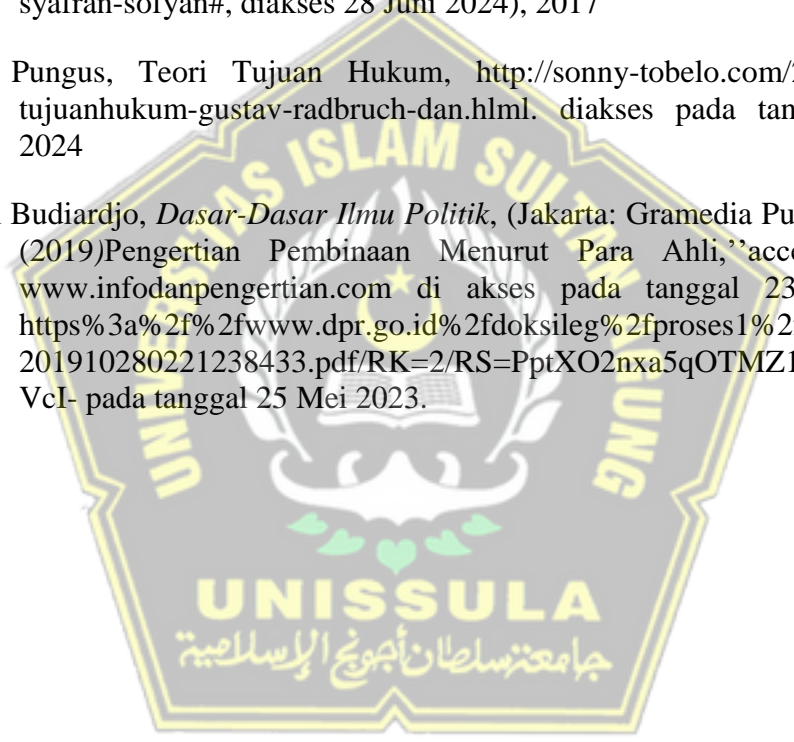 syafran-sofyan#, diakses 28 Juni 2024), 2017
Pungus, Teori Tujuan Hukum, http://sonny-tobelo.com/
tujuanhukum-gustav-radbruch-dan.hlml. diakses pada tan
2024
Budiardjo, Dasar-Dasar Ilmu Politik, (Jakarta: Gramedia Pu
(2019)Pengertian Pembinaan Menurut Para Ahli,’’acce
www.infodanpengertian.com di akses pada tanggal 23
https%3a%2f%2fwww.dpr.go.id%2fdoksileg%2fproses1%2
201910280221238433.pdf/RK=2/RS=PptXO2nxa5qOTMZ1
VcI- pada tanggal 25 Mei 2023.
UNIVERSITAS ISLAM SULTAN AGUNG
UNISSULA
جامعة سلطان أجونج الإسلامية